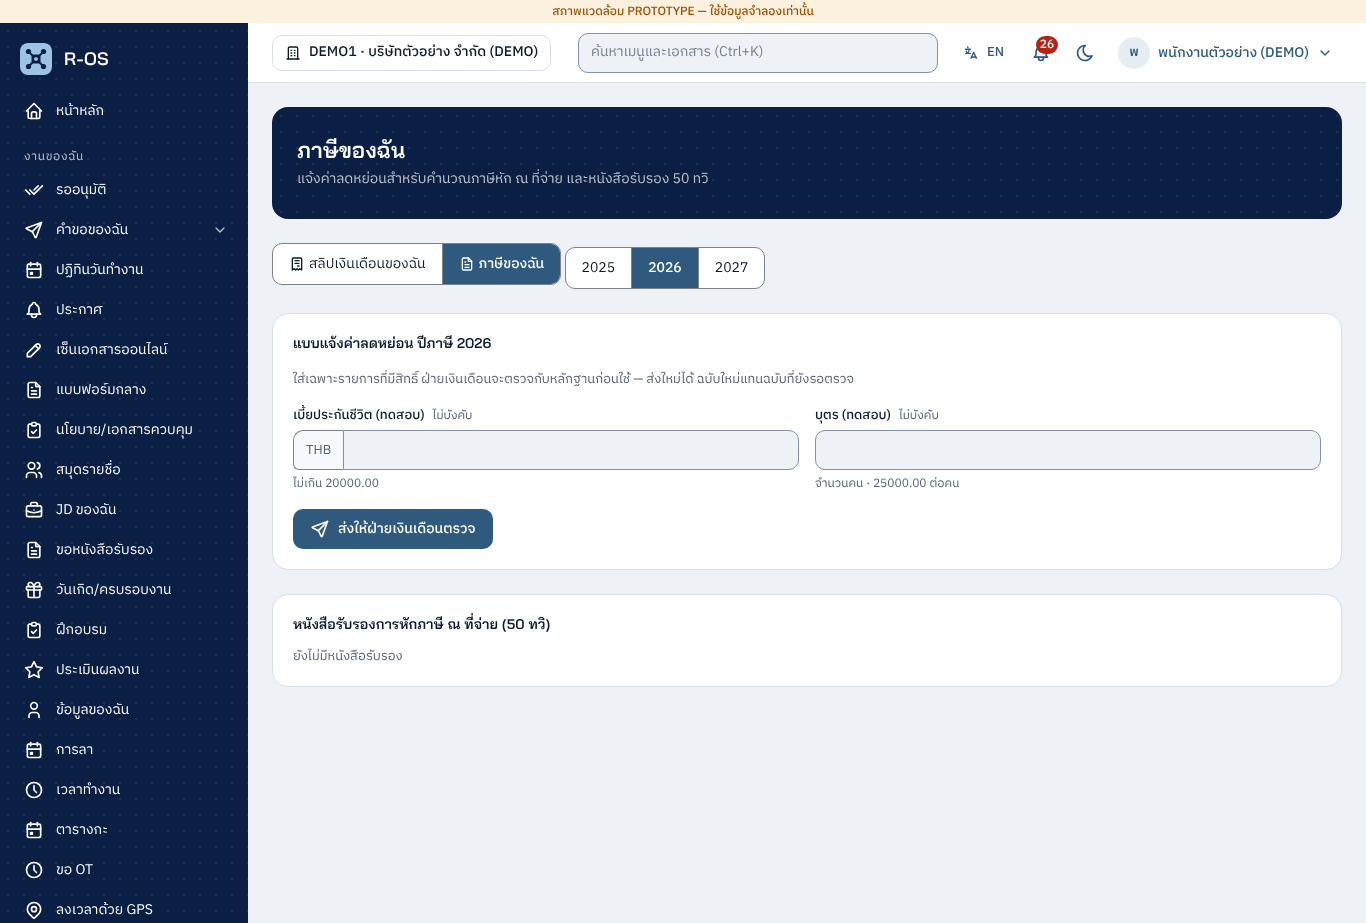 สภาพแวดล้อม PROTOTYPE — ใช้ข้อมูลจำลองเท่านั้น
R-OS
หน้าหลัก
งานของฉัน
รออนุมัติ
คำขอของฉัน
ปฏิทินวันทำงาน
ประกาศ
เซ็นเอกสารออนไลน์
แบบฟอร์มกลาง
นโยบาย/เอกสารควบคุม
สมุดรายชื่อ
JD ของฉัน
ขอหนังสือรับรอง
วันเกิด/ครบรอบงาน
ฝึกอบรม
ประเมินผลงาน
ข้อมูลของฉัน
การลา
เวลาทำงาน
ตารางกะ
ขอ OT
ลงเวลาด้วย GPS
DEMO1 · บริษัทตัวอย่าง จำกัด (DEMO)
ค้นหาเมนูและเอกสาร (Ctrl+K)
EN
26
พ
พนักงานตัวอย่าง (DEMO)
ภาษีของฉัน
แจ้งค่าลดหย่อนสำหรับคำนวณภาษีหัก ณ ที่จ่าย และหนังสือรับรอง 50 ทวิ
สลิปเงินเดือนของฉัน
ภาษีของฉัน
2025
2026
2027
แบบแจ้งค่าลดหย่อน ปีภาษี 2026
ใส่เฉพาะรายการที่มีสิทธิ์ ฝ่ายเงินเดือนจะตรวจกับหลักฐานก่อนใช้ — ส่งใหม่ได้ ฉบับใหม่แทนฉบับที่ยังรอตรวจ
เบี้ยประกันชีวิต (ทดสอบ) ไม่บังคับ
THB
ไม่เกิน 20000.00
บุตร (ทดสอบ) ไม่บังคับ
จำนวนคน · 25000.00 ต่อคน
ส่งให้ฝ่ายเงินเดือนตรวจ
หนังสือรับรองการหักภาษี ณ ที่จ่าย (50 ทวิ)
ยังไม่มีหนังสือรับรอง